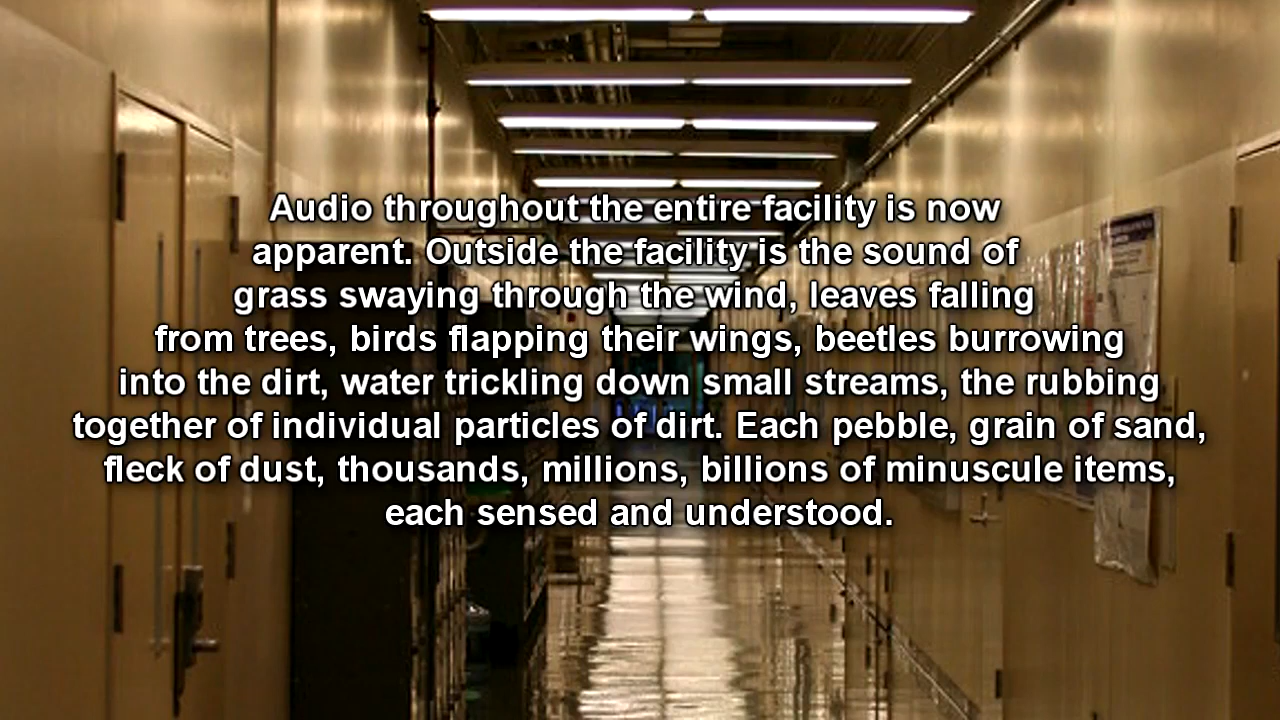 Audio throughout the entire facility is now
apparent. Outside the facility is the sound of
grass swaying through the wind, leaves falling
from trees, birds flapping their wings, beetles burrowing
into the dirt, water trickling down small streams, the rubbing
together of individual particles of dirt. Each pebble, grain of sand,
fleck of dust, thousands, millions, billions of minuscule items,
each sensed and understood.